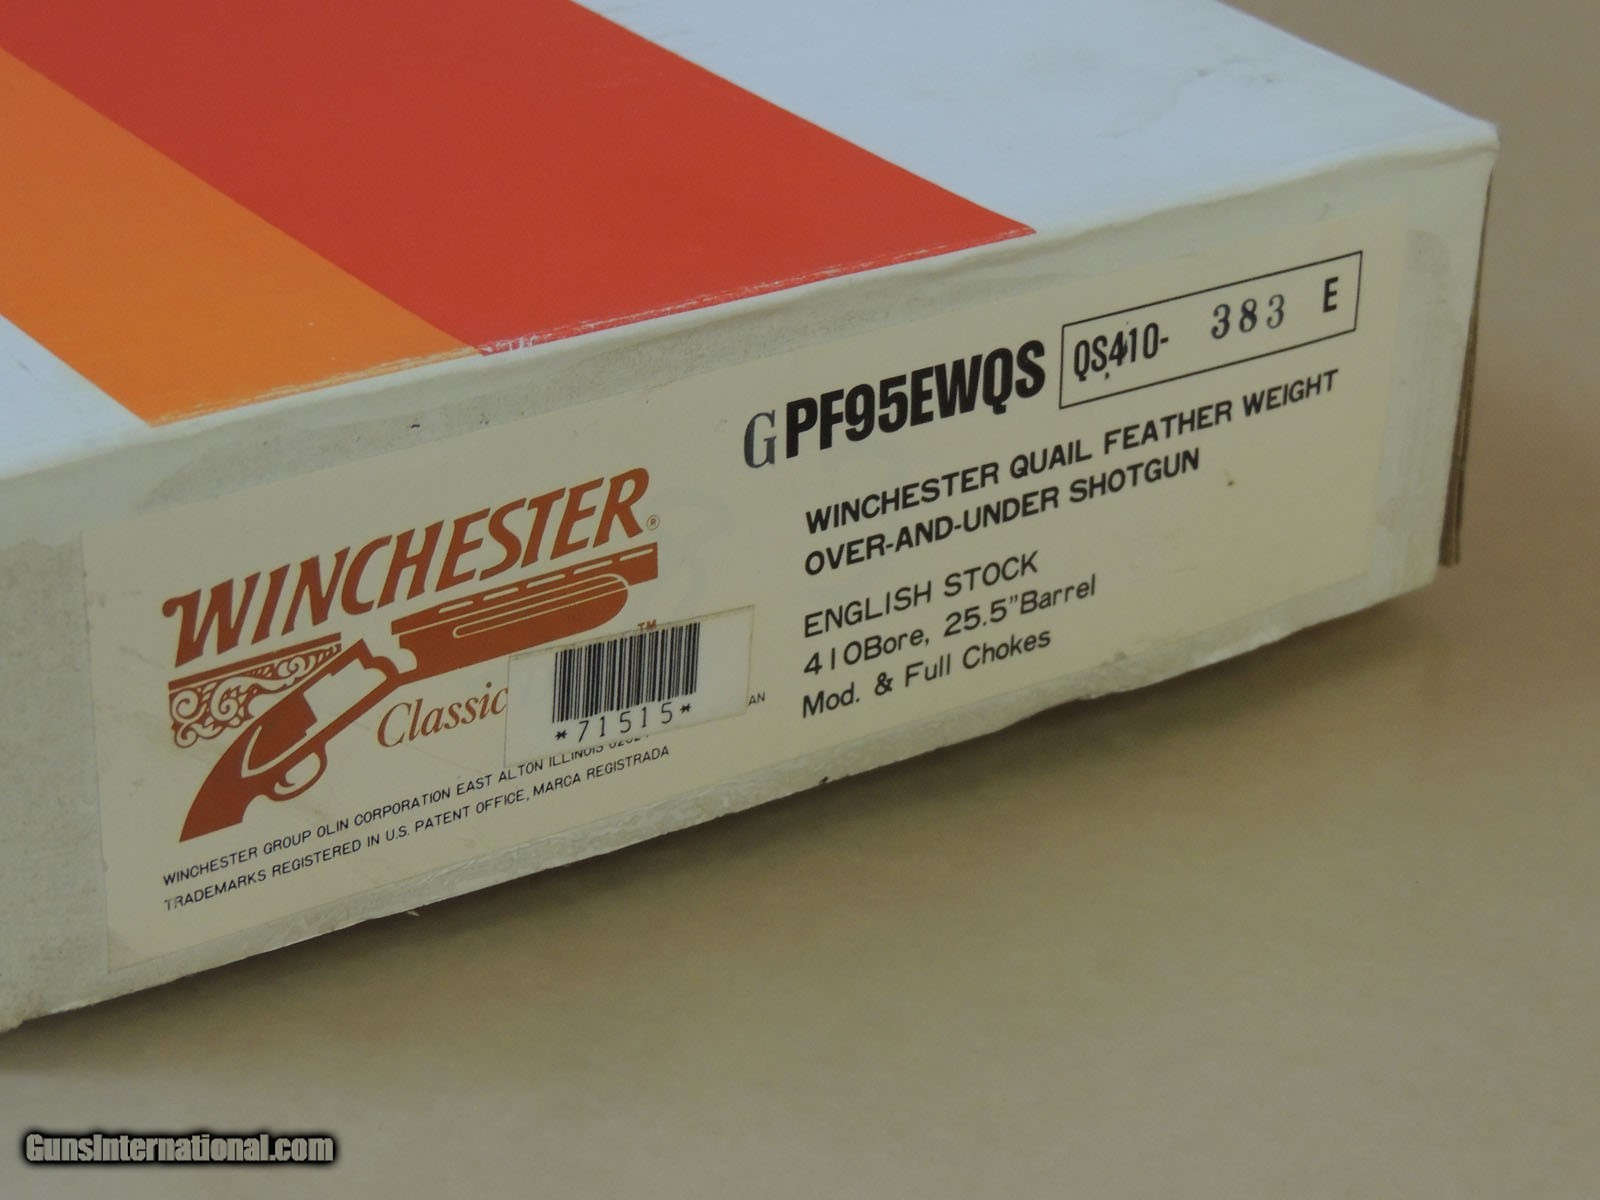 GPF95EWQS QS410- 383 E
WINCHESTER QUAIL FEATHER WEIGHT
OVER-AND-UNDER SHOTGUN
ENGLISH STOCK
410Bore, 25.5"Barrel
Mod. & Full Chokes
WINCHESTER®
TM
Classic
*71515*
AN
WINCHESTER GROUP OLIN CORPORATION EAST ALTON ILLINOIS
TRADEMARKS REGISTERED IN U.S. PATENT OFFICE, MARCA REGISTRADA
GunsInternational.com